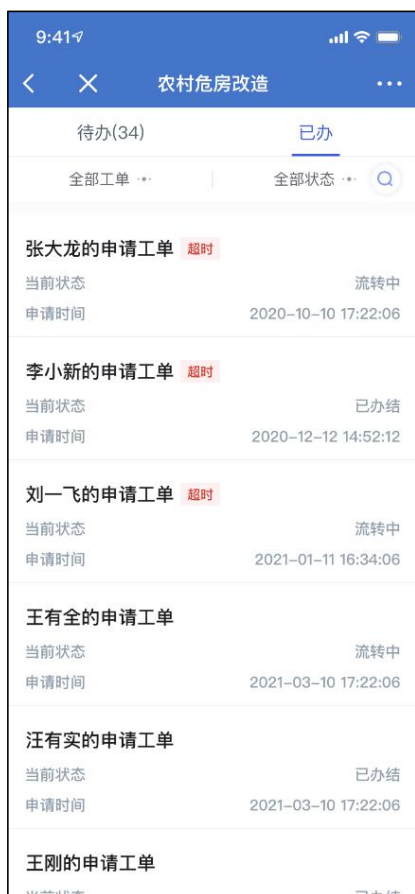 9:41
农村危房改造
待办(34) 已办
全部工单 全部状态
张大龙的申请工单 超时
当前状态 流转中
申请时间 2020-10-10 17:22:06
李小新的申请工单 超时
当前状态 已办结
申请时间 2020-12-12 14:52:12
刘一飞的申请工单 超时
当前状态 流转中
申请时间 2021-01-11 16:34:06
王有全的申请工单
当前状态 流转中
申请时间 2021-03-10 17:22:06
汪有实的申请工单
当前状态 已办结
申请时间 2021-03-10 17:22:06
王刚的申请工单